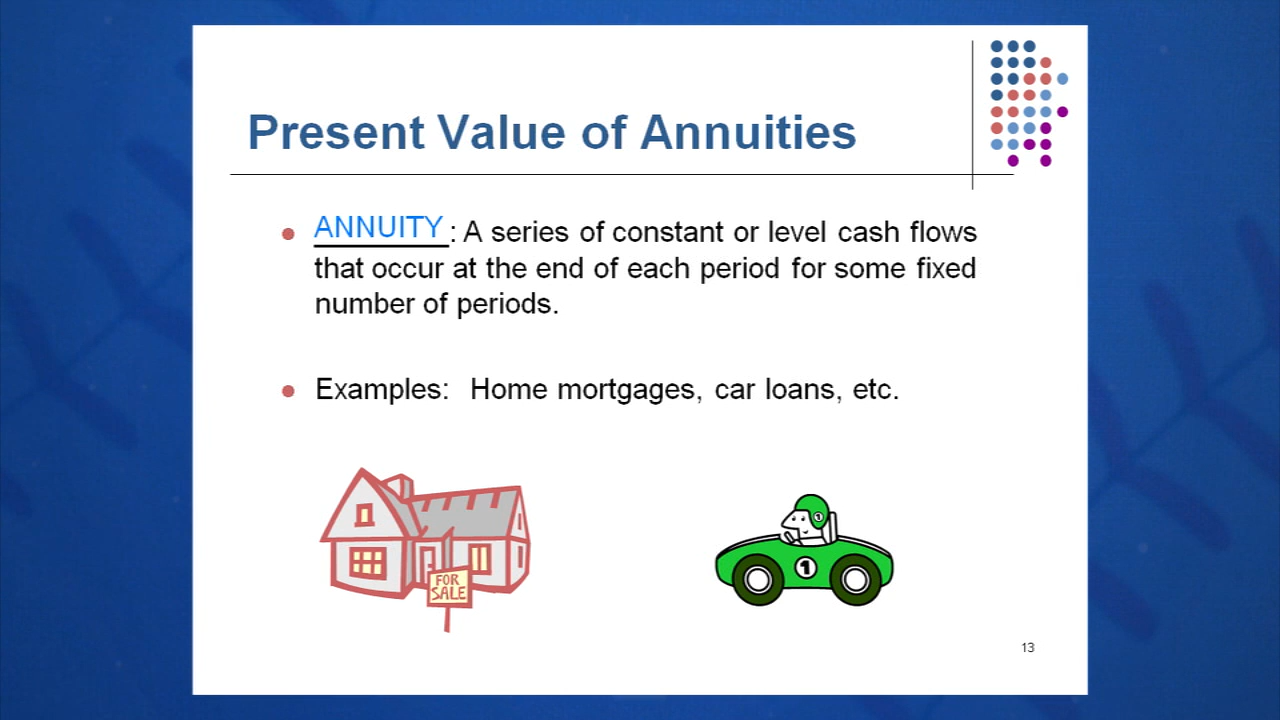 Present Value of Annuities
ANNUITY: A series of constant or level cash flows
that occur at the end of each period for some fixed
number of periods.
Examples: Home mortgages, car loans, etc.
FOR
SALE
1
1
13